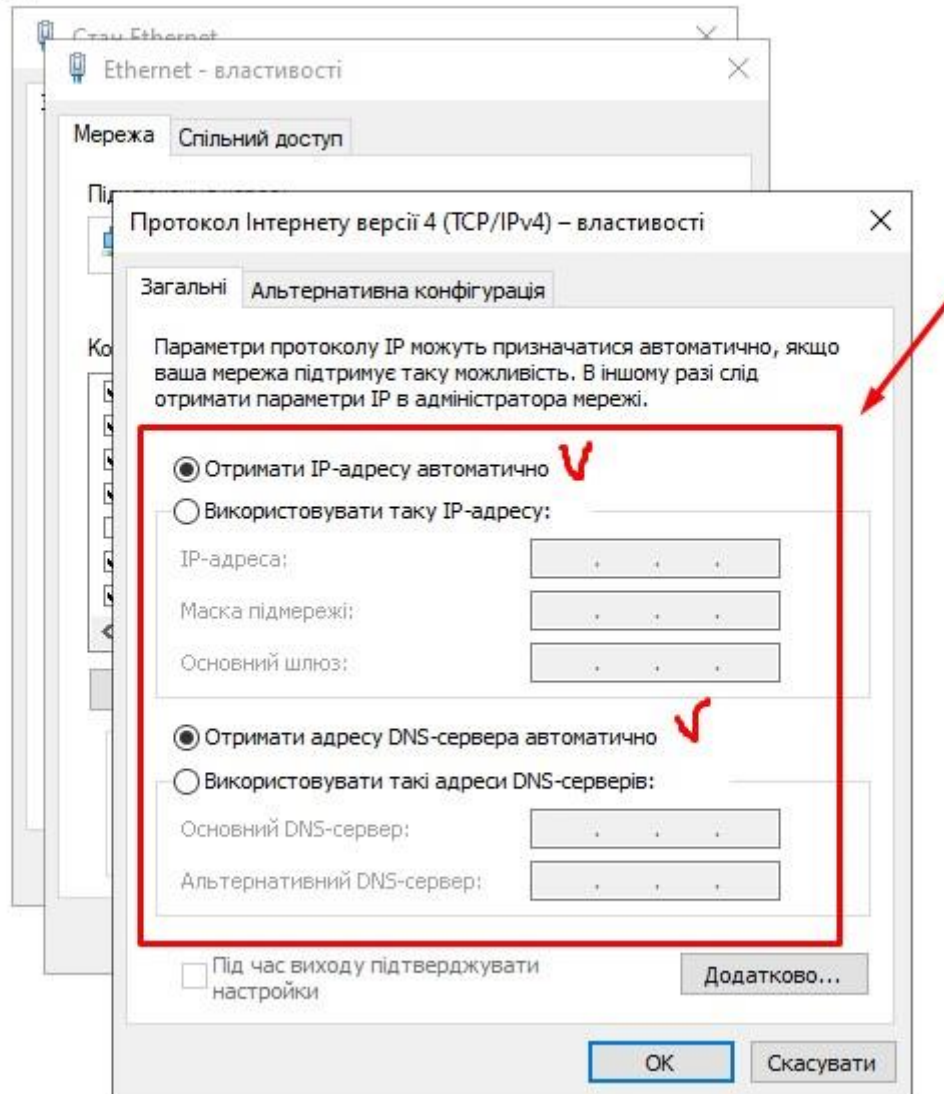 Стан Ethernet
Ethernet - властивості
Мережа
Спільний доступ
Протокол Інтернету версії 4 (TCP/IPv4) – властивості
Загальні
Альтернативна конфігурація
Параметри протоколу IP можуть призначатися автоматично, якщо
ваша мережа підтримує таку можливість. В іншому разі слід
отримати параметри IP в адміністратора мережі.
Отримати IP-адресу автоматично
Використовувати таку IP-адресу:
IP-адреса:
Маска підмережі:
Основний шлюз:
Отримати адресу DNS-сервера автоматично
Використовувати такі адреси DNS-серверів:
Основний DNS-сервер:
Альтернативний DNS-сервер:
Під час виходу підтверджувати
настройки
Додатково...
ОК
Скасувати